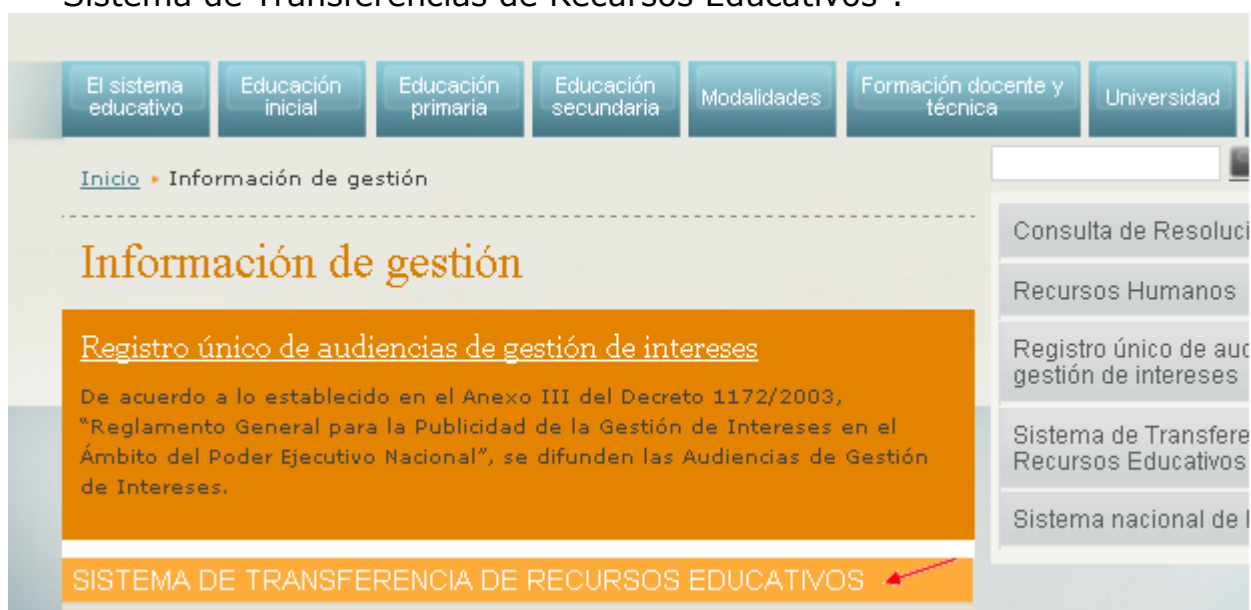 Sistema de Transferencias de Recursos Educativos".
El sistema educativo
Educación inicial
Educación primaria
Educación secundaria
Modalidades
Formación docente y técnica
Universidad
Inicio • Información de gestión
Información de gestión
Registro único de audiencias de gestión de intereses
De acuerdo a lo establecido en el Anexo III del Decreto 1172/2003,
"Reglamento General para la Publicidad de la Gestión de Intereses en el
Ámbito del Poder Ejecutivo Nacional", se difunden las Audiencias de Gestión
de Intereses.
SISTEMA DE TRANSFERENCIA DE RECURSOS EDUCATIVOS
Consulta de
Recursos Humanos
Registro único de
gestión de intereses
Sistema de
Recursos Educativos
Sistema nacional de